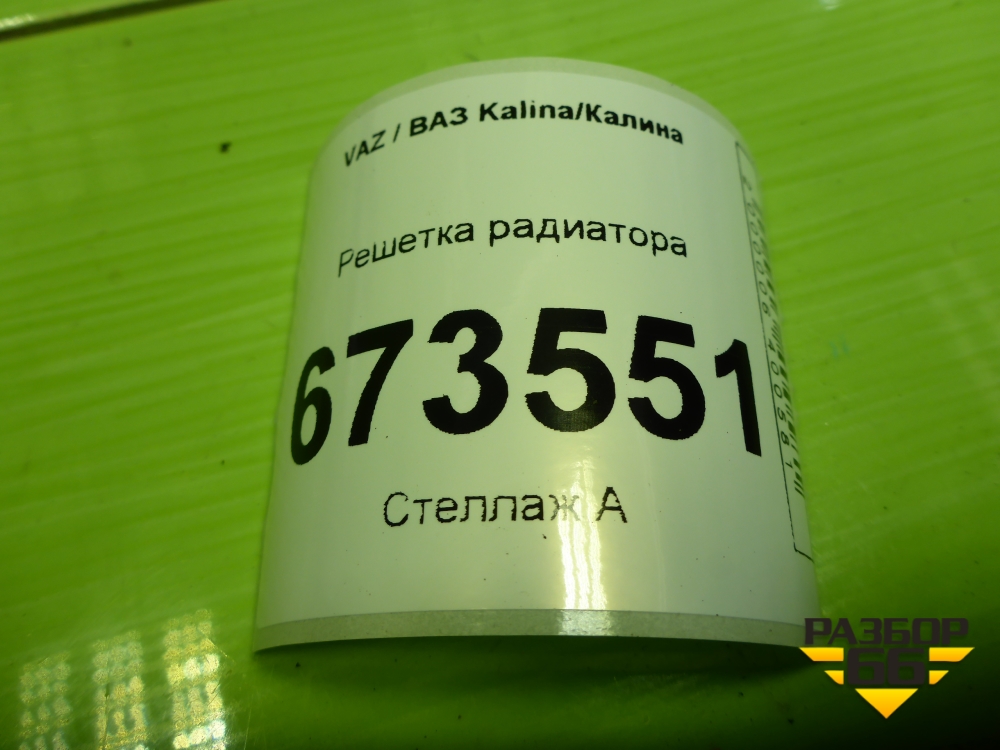 VAZ / ВАЗ Kalina/Калина
Решетка радиатора
673551
Стеллаж А
РАЗБОР
66